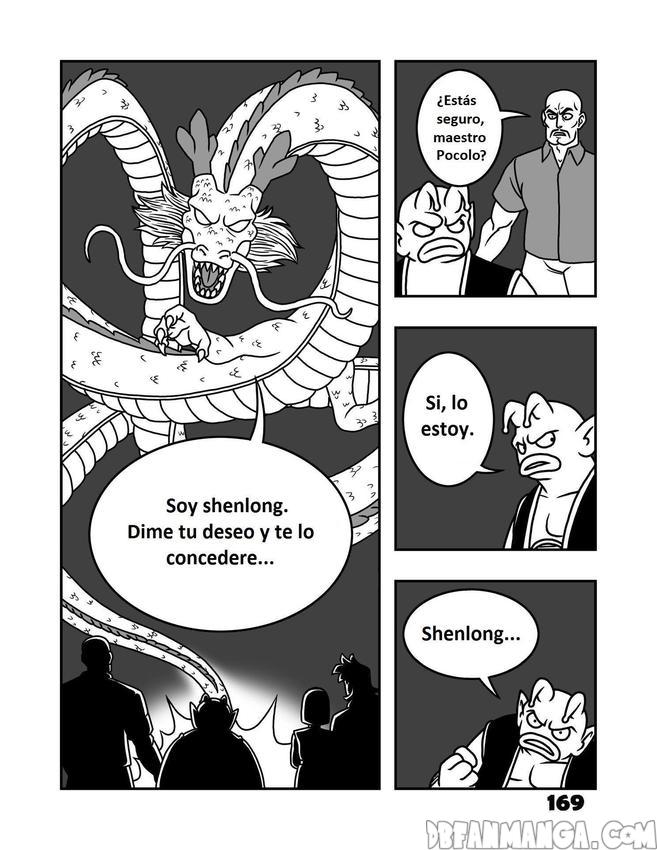 Soy shenlong.
Dime tu deseo y te lo
concedere...
¿Estás
seguro,
maestro
Pocolo?
Si, lo
estoy.
Shenlong...
169
DBFANMANGA.COM